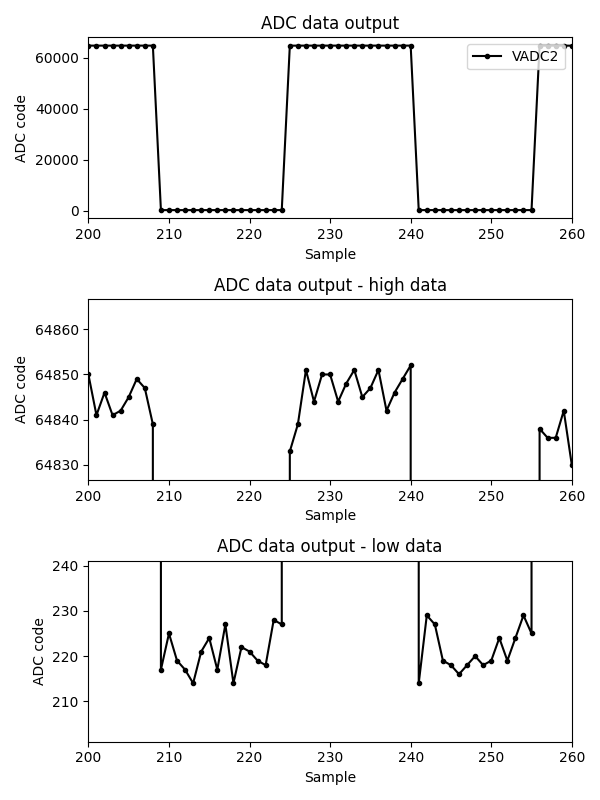 ADC data output
60000
40000
20000
0
ADC code
VADC2
200 210 220 230 240 250 260
Sample
ADC data output - high data
64860
64850
64840
64830
ADC code
200 210 220 230 240 250 260
Sample
ADC data output - low data
240
230
220
210
ADC code
200 210 220 230 240 250 260
Sample